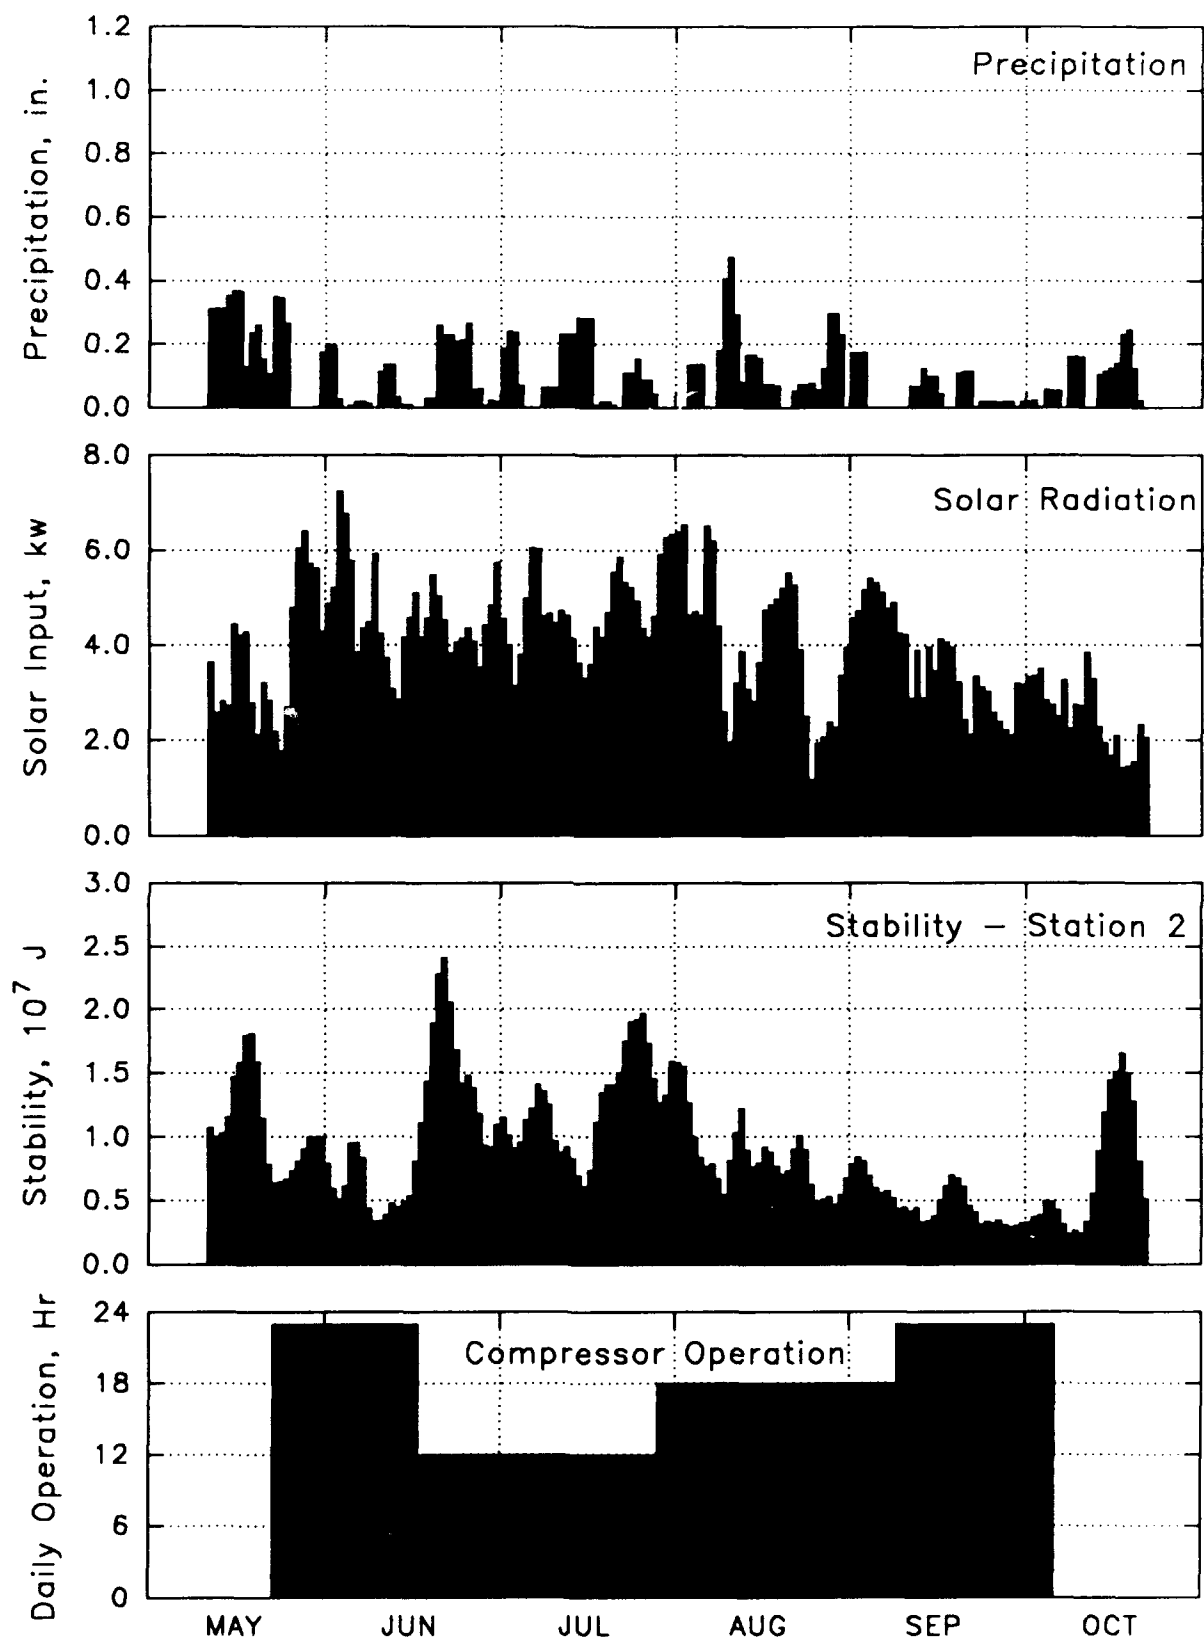 Precipitation, in.
1.2
1.0
0.8
0.6
0.4
0.2
0.0
Precipitation
Solar Input, kw
8.0
6.0
4.0
2.0
0.0
Solar Radiation
Stability, 10⁷ J
3.0
2.5
2.0
1.5
1.0
0.5
0.0
Stability – Station 2
Daily Operation, Hr
24
18
12
6
0
Compressor Operation
MAY JUN JUL AUG SEP OCT